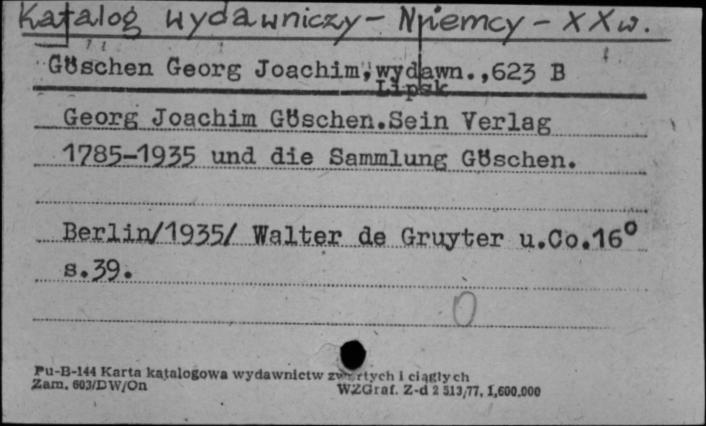 Katalog wydawniczy - Niemcy - XXw.
Göschen Georg Joachim, wydawn.,623 B
Lipsk
Georg Joachim Göschen.Sein Verlag
1785-1935 und die Sammlung Göschen.
Berlin/1935/ Walter de Gruyter u.Co.16°
s.39.
0
Pu-B-144 Karta katalogowa wydawnictw zwartych i ciągłych
Zam. 603/DW/On WZGraf. Z-d 2 513/77, 1,600.000